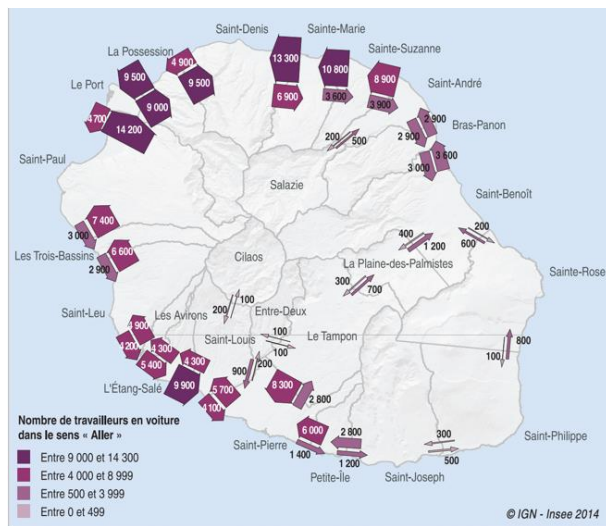 Saint-Denis
Sainte-Marie
La Possession
4 900
13 300
10 800
Sainte-Suzanne
Le Port
9 500
9 500
8 900
Saint-André
9 000
6 900
3 600
3 900
4 700
14 200
200
500
2 900
2 900
Bras-Panon
Saint-Paul
3 600
3 000
Salazie
Saint-Benoît
7 400
3 000
400
1 200
200
600
Les Trois-Bassins
6 600
2 900
Cilaos
La Plaine-des-Palmistes
Sainte-Rose
300
700
Saint-Leu
Les Avirons
200
100
Entre-Deux
4 900
4 200
4 300
5 400
Saint-Louis
100
100
Le Tampon
800
100
4 300
900
200
L'Étang-Salé
9 900
5 700
4 100
8 300
2 800
Nombre de travailleurs en voiture
dans le sens « Aller »
Entre 9 000 et 14 300
Entre 4 000 et 8 999
Entre 500 et 3 999
Entre 0 et 499
Saint-Pierre
6 000
1 400
2 800
1 200
Petite-Île
300
500
Saint-Joseph
Saint-Philippe
© IGN - Insee 2014